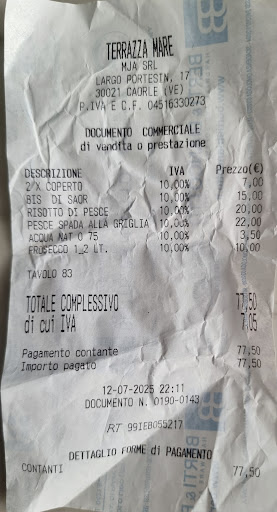 TERRAZZA MARE
MJA SRL
LARGO PORTESTN, 17
30021 CAORLE (VE)
P.IVA E C.F. 04516330273
DOCUMENTO COMMERCIALE
di vendita o prestazione
DESCRIZIONE IVA Prezzo(€)
2 X COPERTO 10,00% 7,00
BIS DI SAOR 10,00% 15,00
RISOTTO DI PESCE 10,00% 20,00
PESCE SPADA ALLA GRIGLIA 10,00% 22,00
ACQUA NAT 0 75 10,00% 3,50
PROSECCO 1_2 LT. 10,00% 10,00
TAVOLO 83
TOTALE COMPLESSIVO 77,50
di cui IVA 7,05
Pagamento contante 77,50
Importo pagato 77,50
12-07-2025 22:11
DOCUMENTO N. 0190-0143
RT 99IEB055217
DETTAGLIO FORME di PAGAMENTO
CONTANTI 77,50